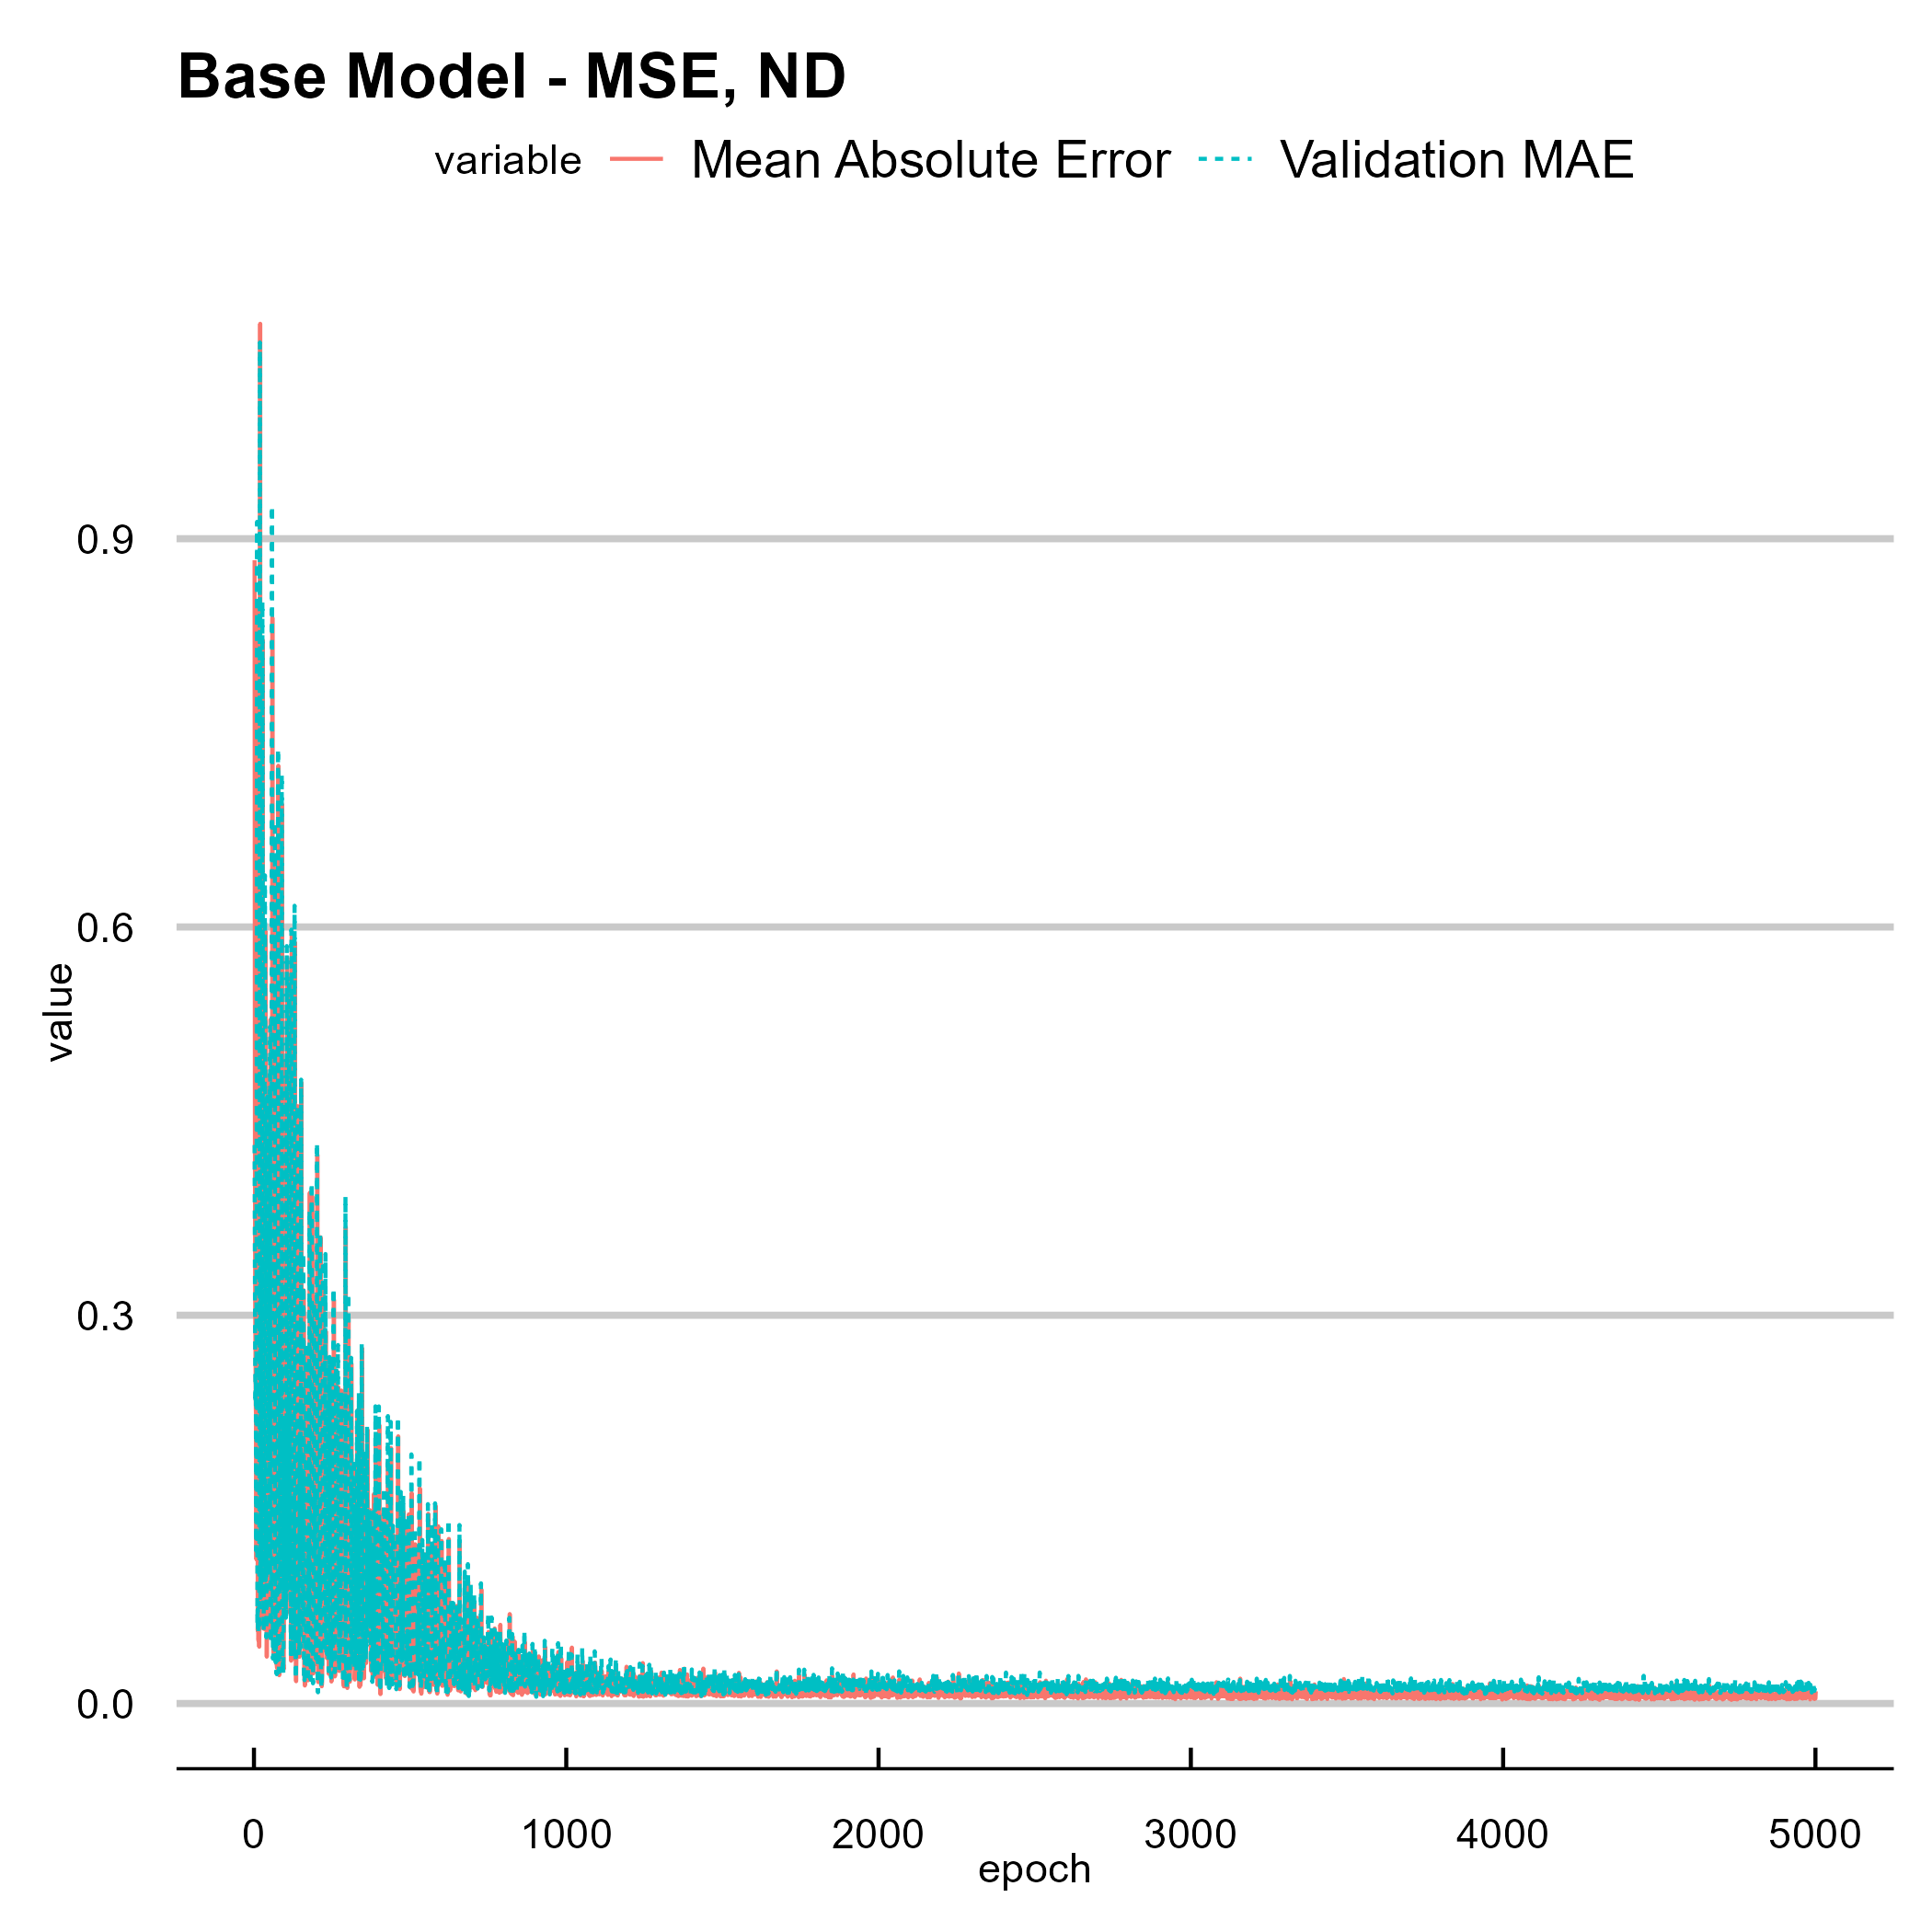 Base Model - MSE, ND
variable Mean Absolute Error Validation MAE
0.9
0.6
0.3
0.0
value
0 1000 2000 3000 4000 5000
epoch